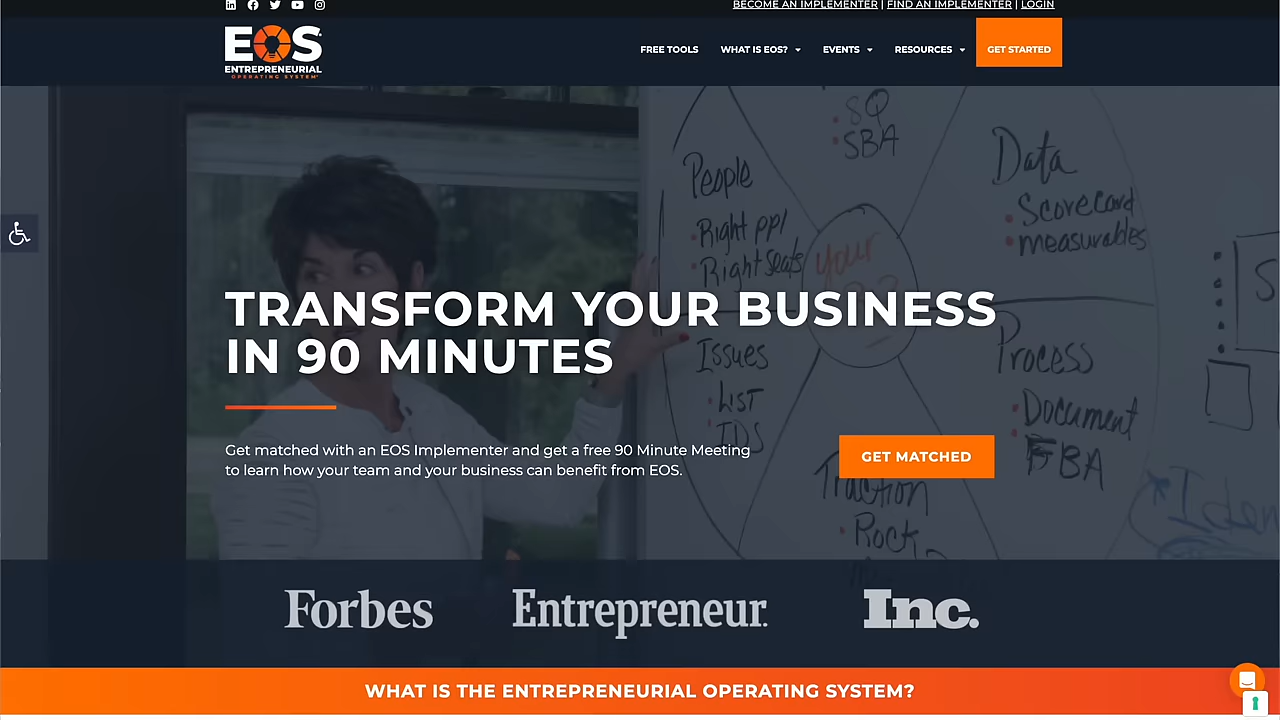 BECOME AN IMPLEMENTER | FIND AN IMPLEMENTER | LOGIN
EOS
ENTREPRENEURIAL
OPERATING SYSTEM
FREE TOOLS
WHAT IS EOS?
EVENTS
RESOURCES
GET STARTED
SQ
SBA
People
Right ppl
Right Seats
Data
Scorecard
measurables
Your
TRANSFORM YOUR BUSINESS
IN 90 MINUTES
Issues
LIST
IDS
Process
Document
FBA
Get matched with an EOS Implementer and get a free 90 Minute Meeting
to learn how your team and your business can benefit from EOS.
GET MATCHED
Traction
Rock
Forbes
Entrepreneur
Inc.
WHAT IS THE ENTREPRENEURIAL OPERATING SYSTEM?